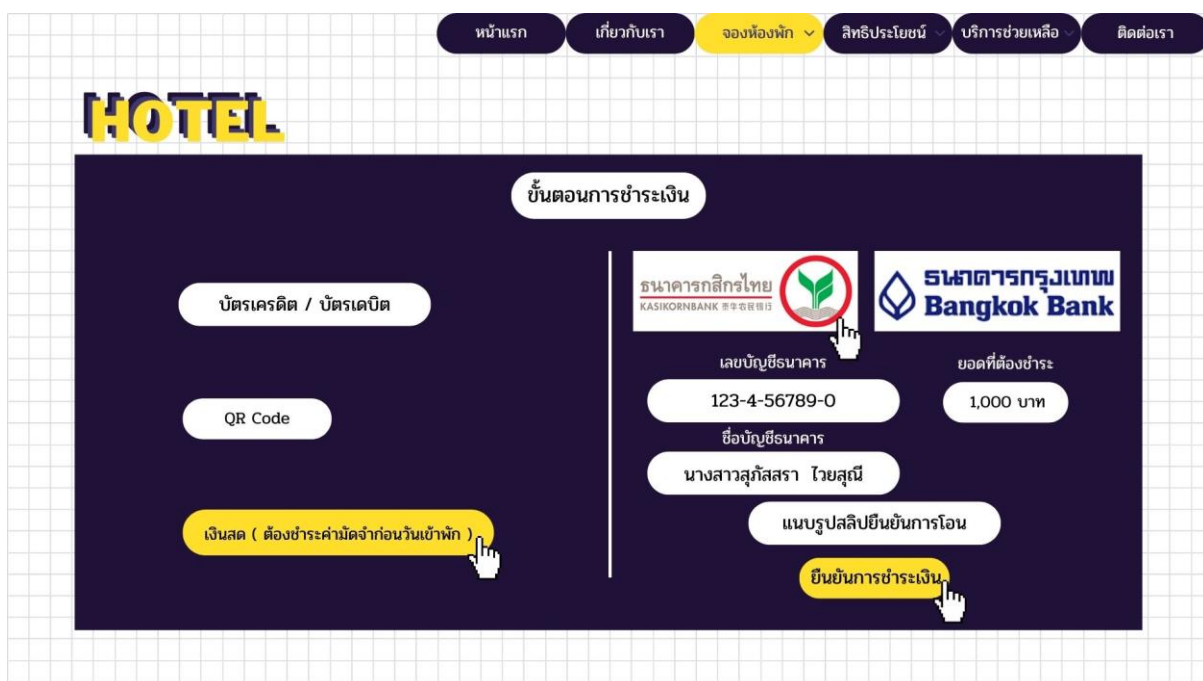 หน้าแรก
เกี่ยวกับเรา
จองห้องพัก
สิทธิประโยชน์
บริการช่วยเหลือ
ติดต่อเรา
HOTEL
ขั้นตอนการชำระเงิน
บัตรเครดิต / บัตรเดบิต
QR Code
เงินสด ( ต้องชำระค่ามัดจำก่อนวันเข้าพัก )
ธนาคารกสิกรไทย
KASIKORNBANK 开泰银行
ธนาคารกรุงเทพ
Bangkok Bank
เลขบัญชีธนาคาร
123-4-56789-0
ยอดที่ต้องชำระ
1,000 บาท
ชื่อบัญชีธนาคาร
นางสาวสุภัสสรา ไวยสุณี
แนบรูปสลิปยืนยันการโอน
ยืนยันการชำระเงิน